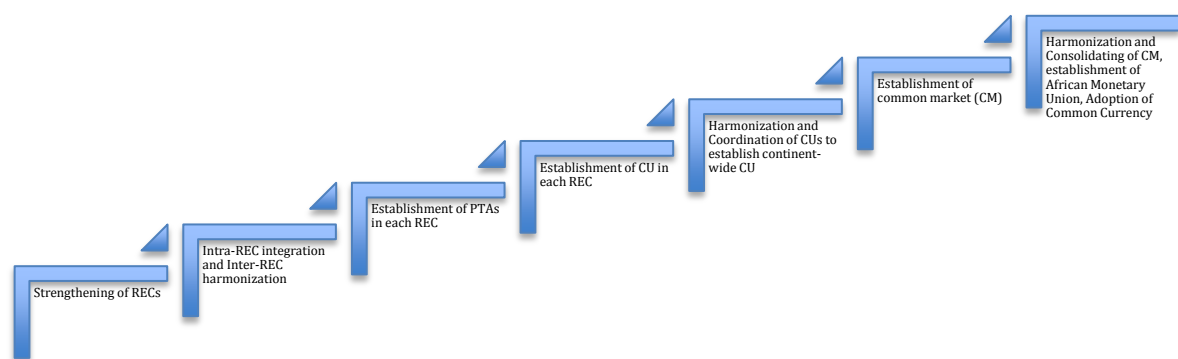 Strengthening of RECs
Intra-REC integration
and Inter-REC
harmonization
Establishment of PTAs
in each REC
Establishment of CU in
each REC
Harmonization and
Coordination of CUs to
establish continent-
wide CU
Establishment of
common market (CM)
Harmonization and
Consolidating of CM,
establishment of
African Monetary
Union, Adoption of
Common Currency